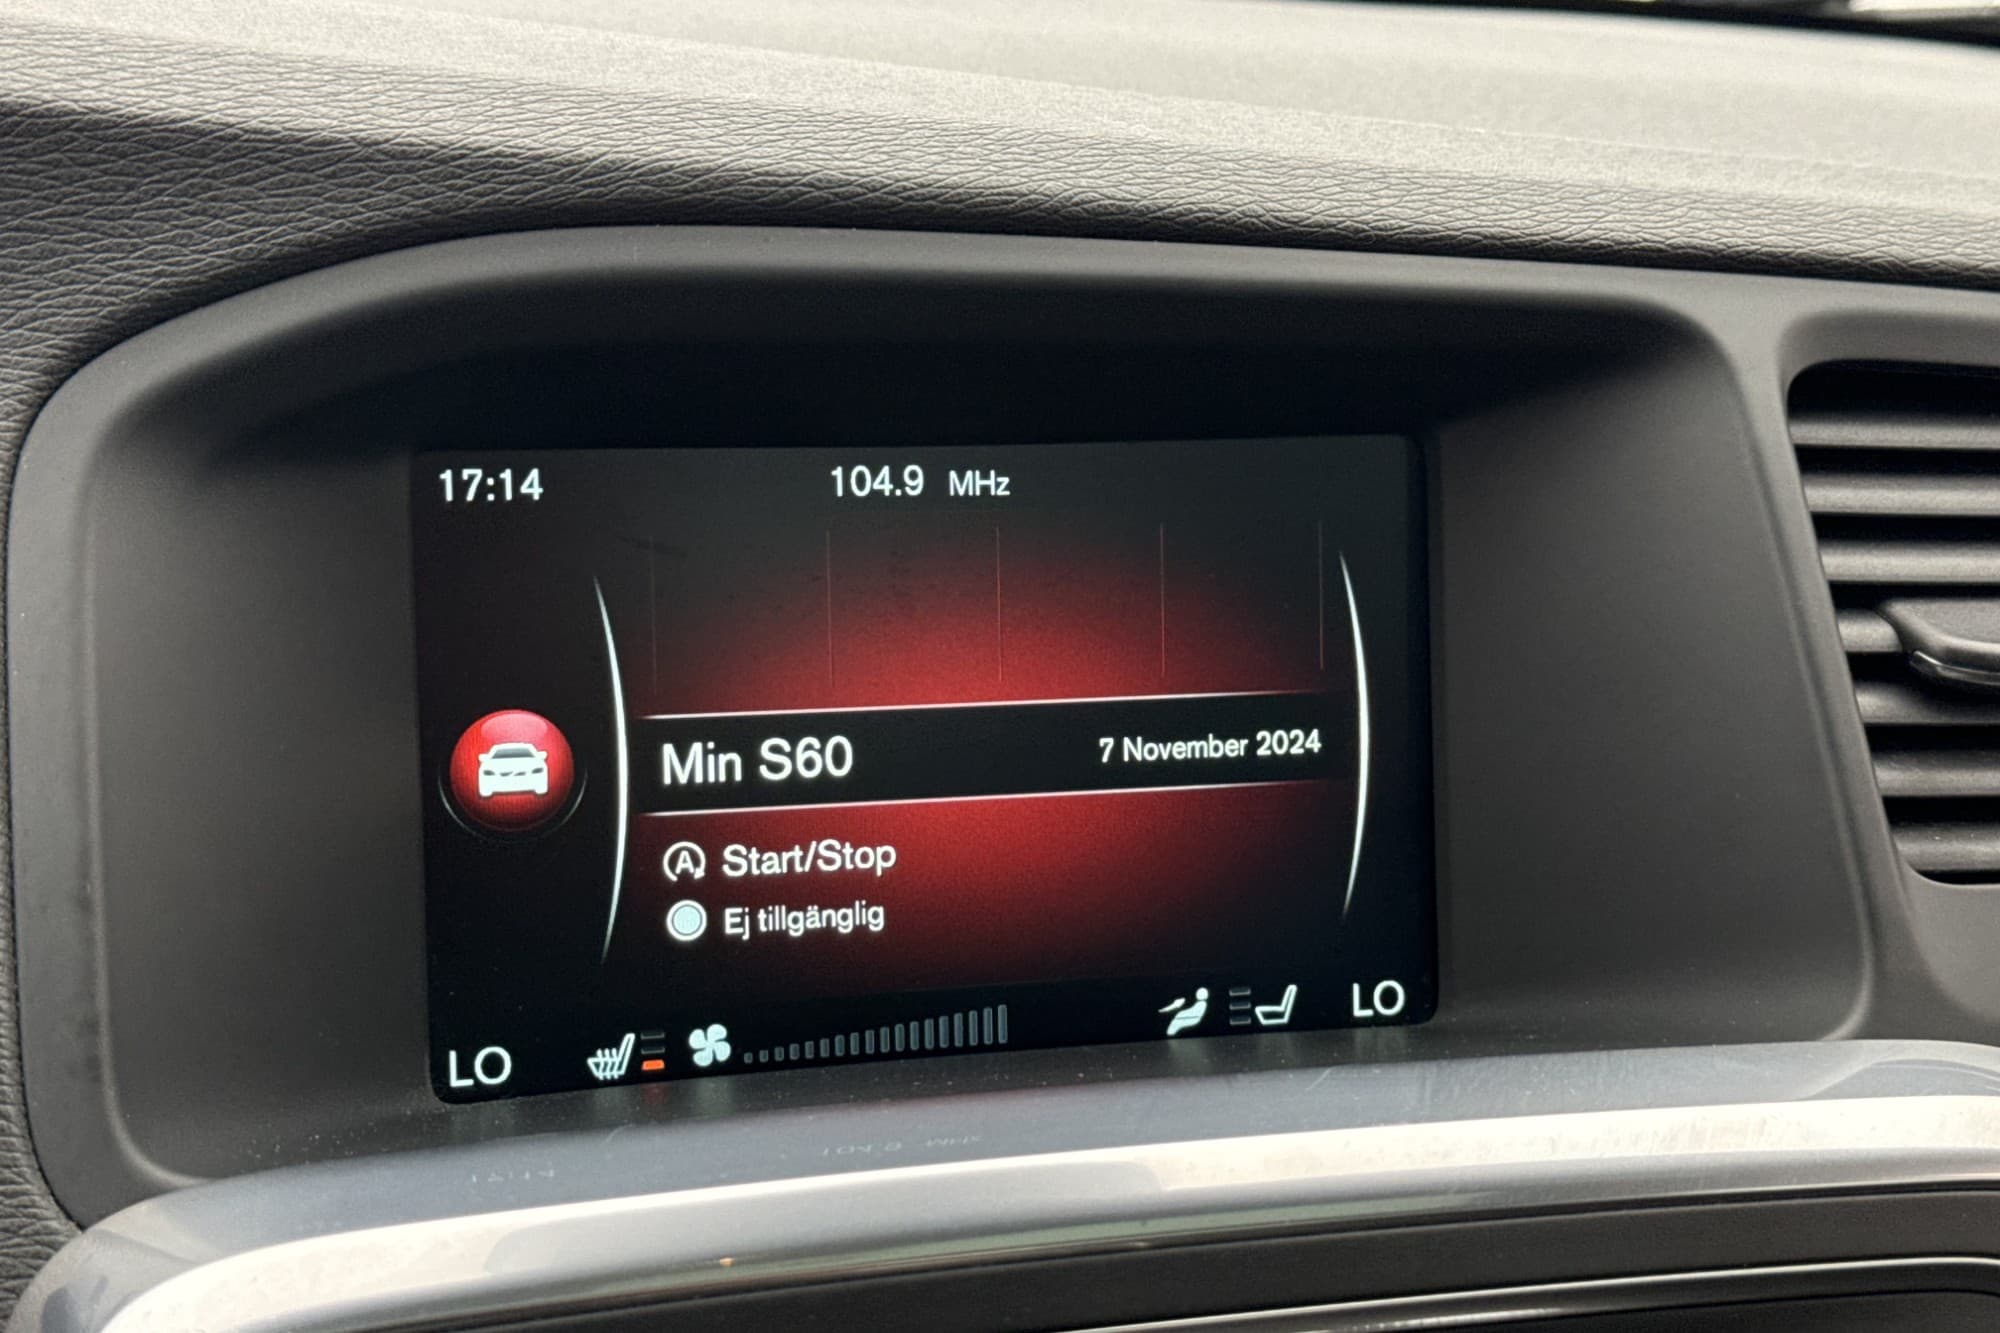 17:14 104.9 MHz
Min S60 7 November 2024
Start/Stop
Ej tillgänglig
LO LO